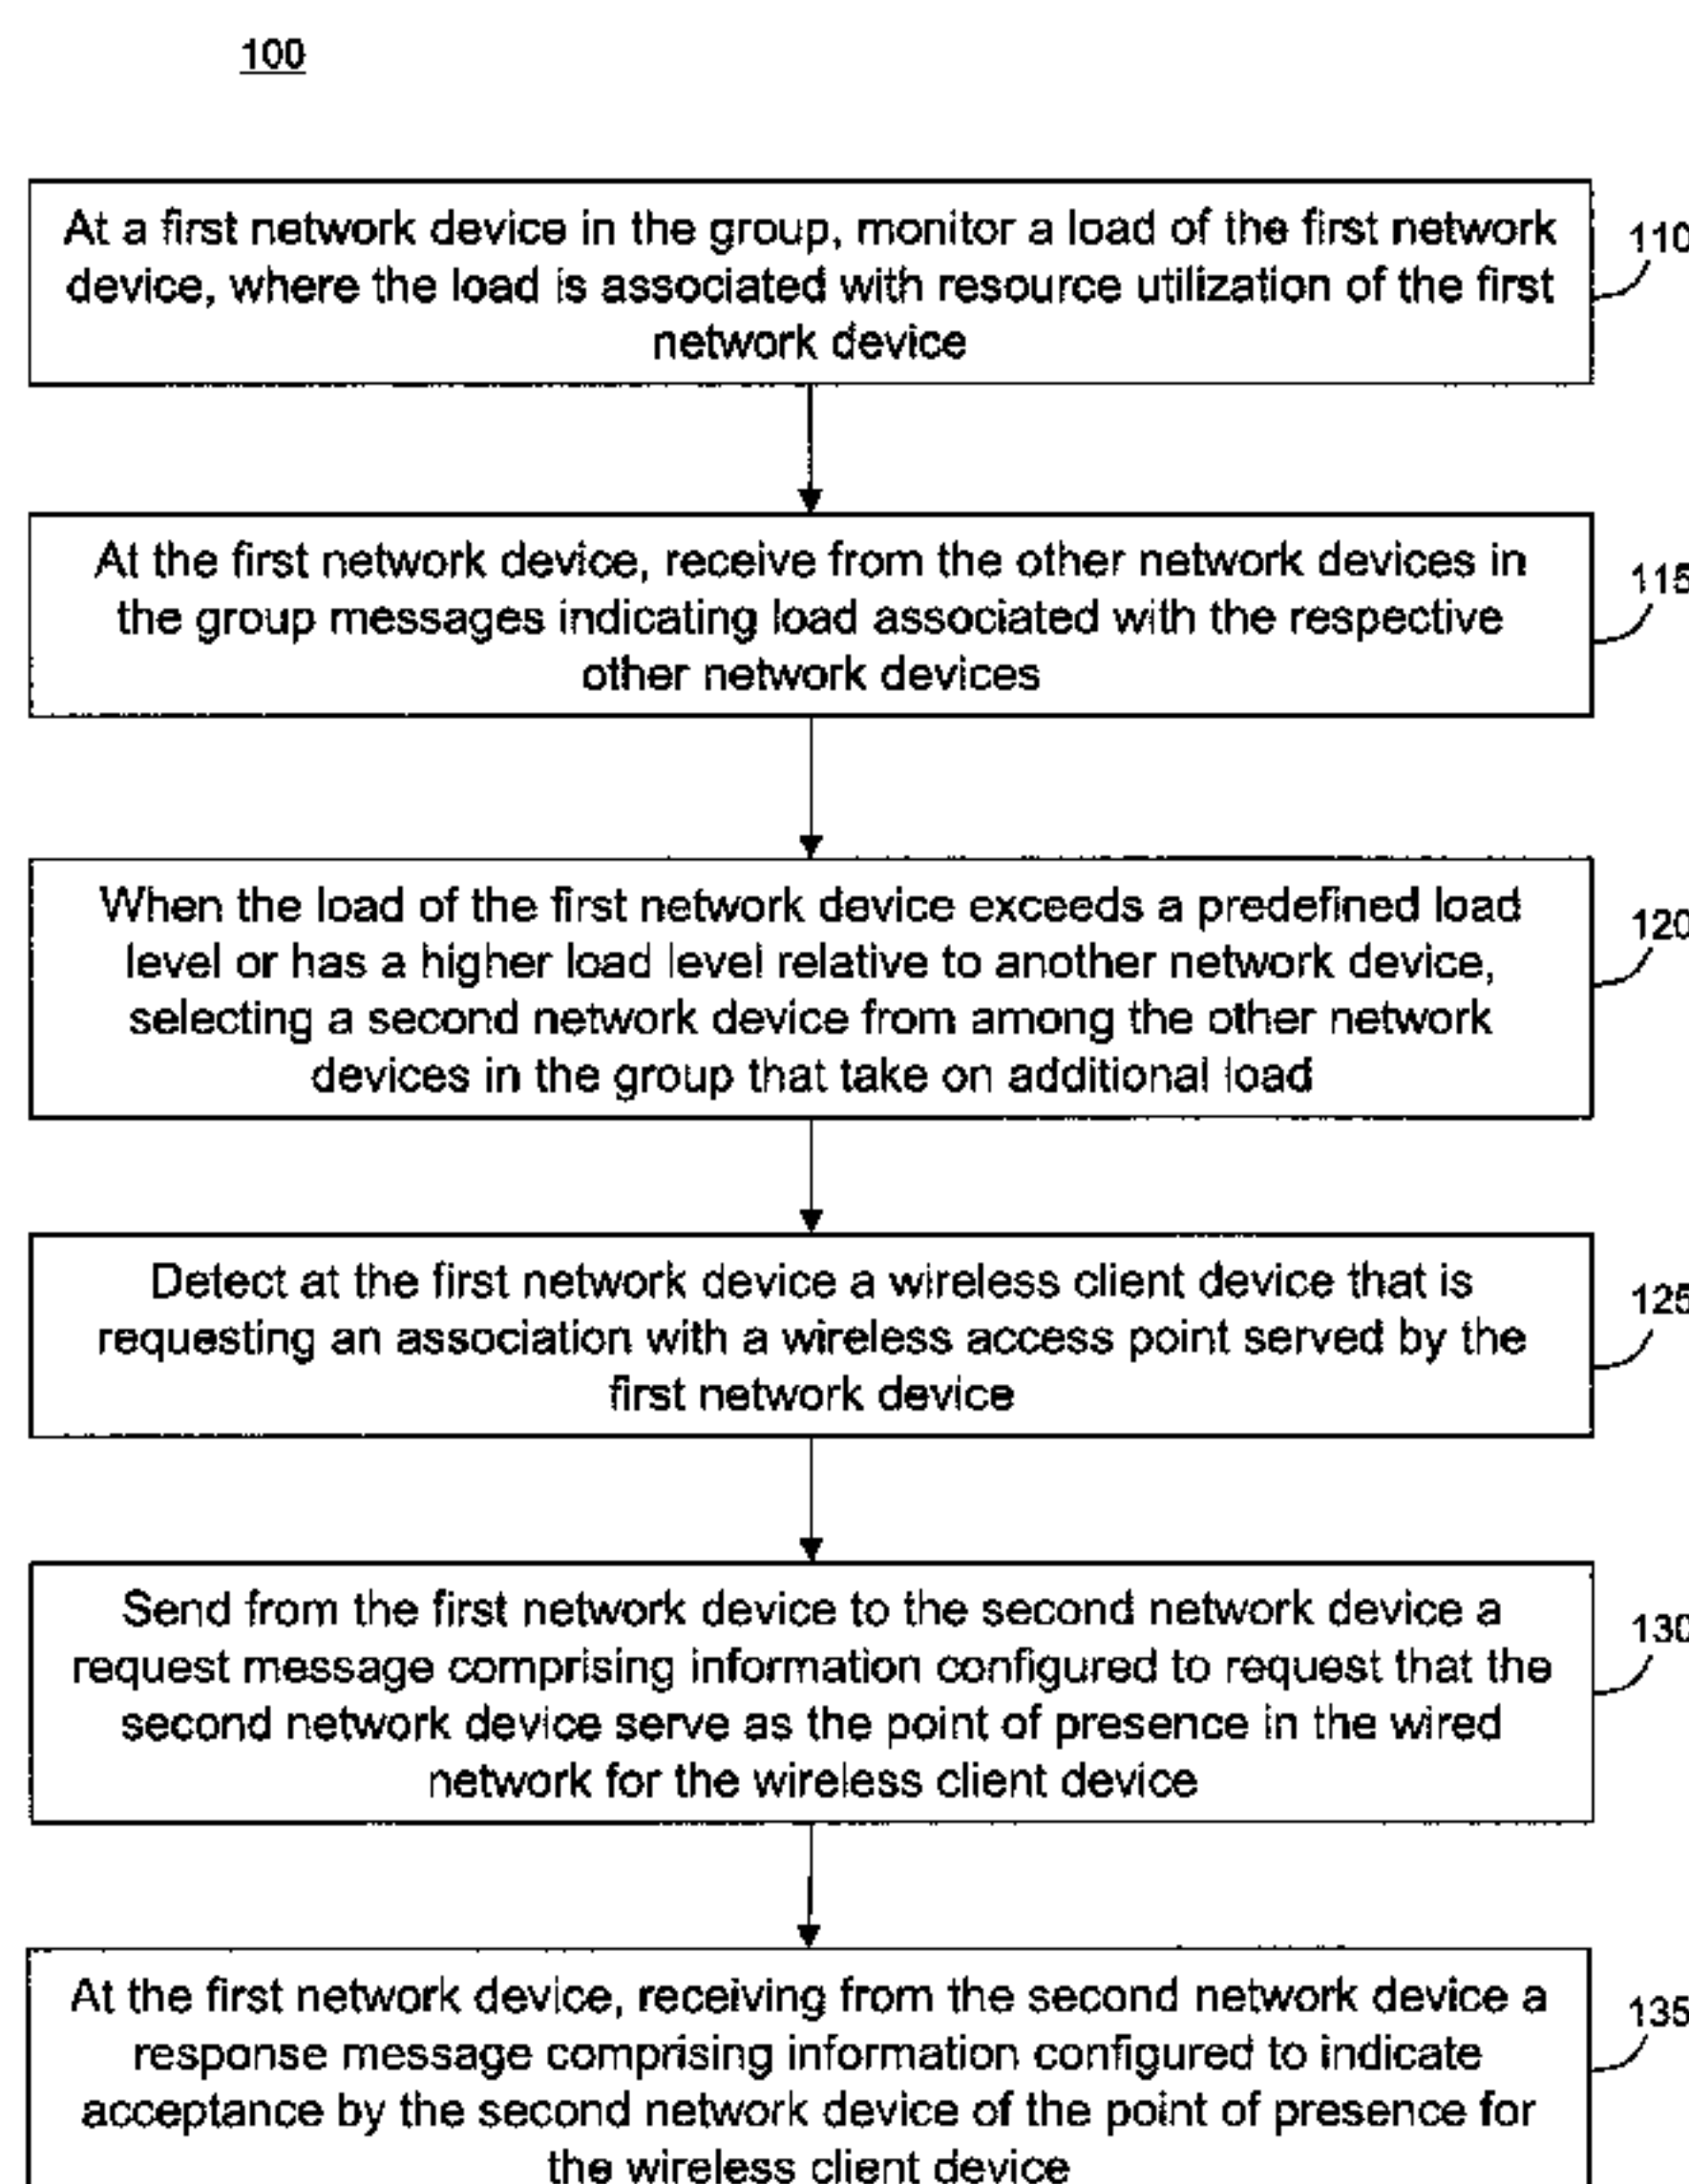 100
At a first network device in the group, monitor a load of the first network
device, where the load is associated with resource utilization of the first
network device
110
At the first network device, receive from the other network devices in
the group messages indicating load associated with the respective
other network devices
115
When the load of the first network device exceeds a predefined load
level or has a higher load level relative to another network device,
selecting a second network device from among the other network
devices in the group that take on additional load
120
Detect at the first network device a wireless client device that is
requesting an association with a wireless access point served by the
first network device
125
Send from the first network device to the second network device a
request message comprising information configured to request that the
second network device serve as the point of presence in the wired
network for the wireless client device
130
At the first network device, receiving from the second network device a
response message comprising information configured to indicate
acceptance by the second network device of the point of presence for
the wireless client device
135